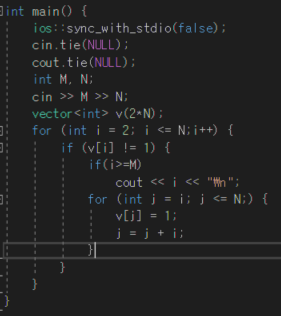 int main() {
ios::sync_with_stdio(false);
cin.tie(NULL);
cout.tie(NULL);
int M, N;
cin >> M >> N;
vector<int> v(2*N);
for (int i = 2; i <= N;i++) {
if (v[i] != 1) {
if(i>=M)
cout << i << "₩n";
for (int j = i; j <= N;) {
v[j] = 1;
j = j + i;
}
}
}
}